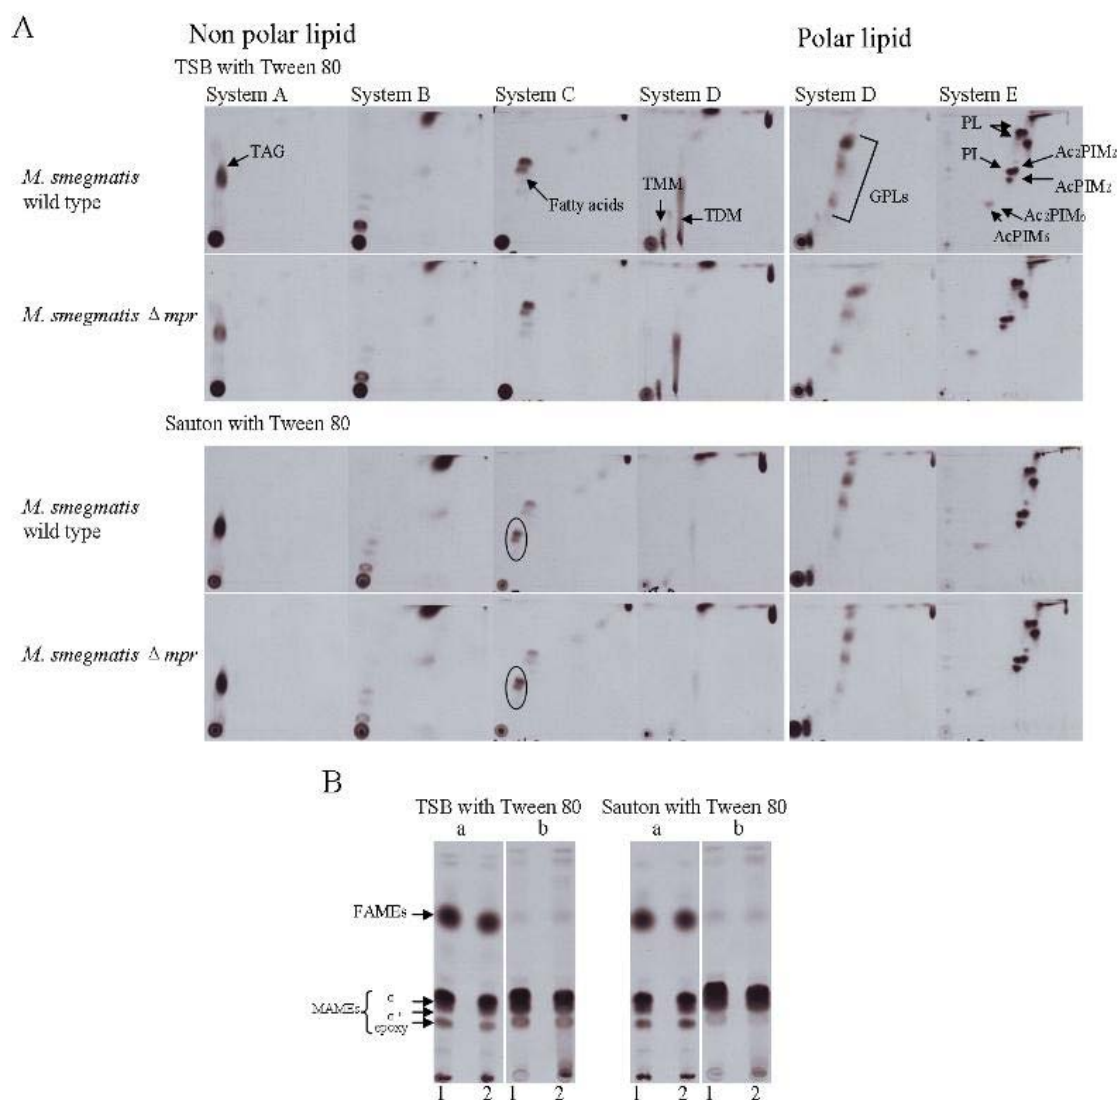 A
Non polar lipid
Polar lipid
TSB with Tween 80
System A System B System C System D System D System E
M. smegmatis
wild type
TAG
Fatty acids
TMM
TDM
GPLs
PL
PI
Ac₂PIM₂
AcPIM₂
Ac₂PIM₆
AcPIM₆
M. smegmatis Δ mpr
Sauton with Tween 80
M. smegmatis
wild type
M. smegmatis Δ mpr
B
TSB with Tween 80 Sauton with Tween 80
a b a b
FAMEs
MAMEs
α
α'
epoxy
1 2 1 2 1 2 1 2